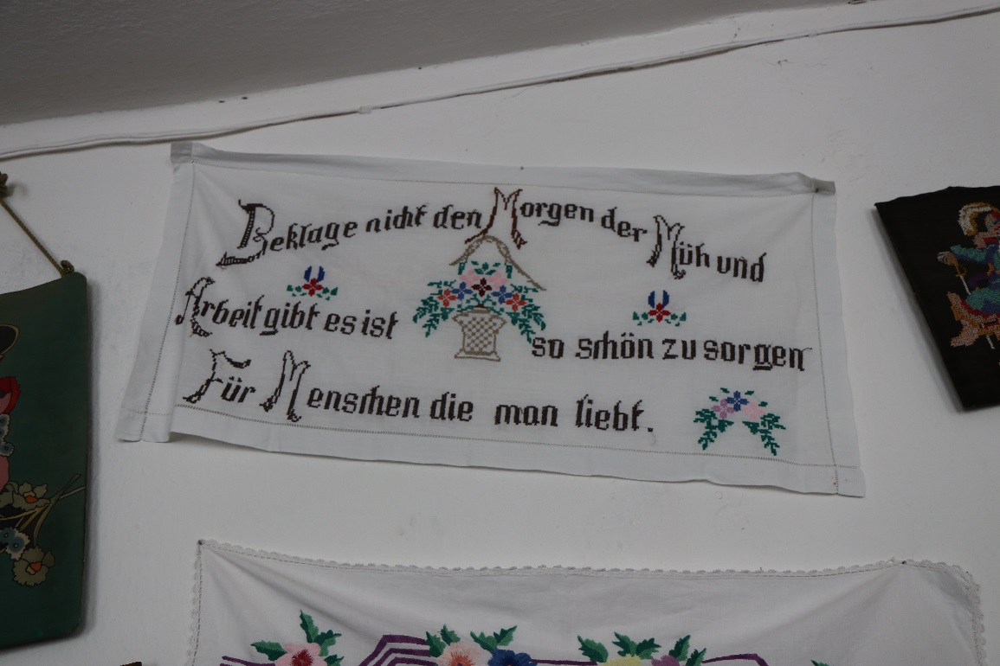 Beklage nicht den Morgen der Müh und
Arbeit gibt es ist so schön zu sorgen
Für Menschen die man liebt.